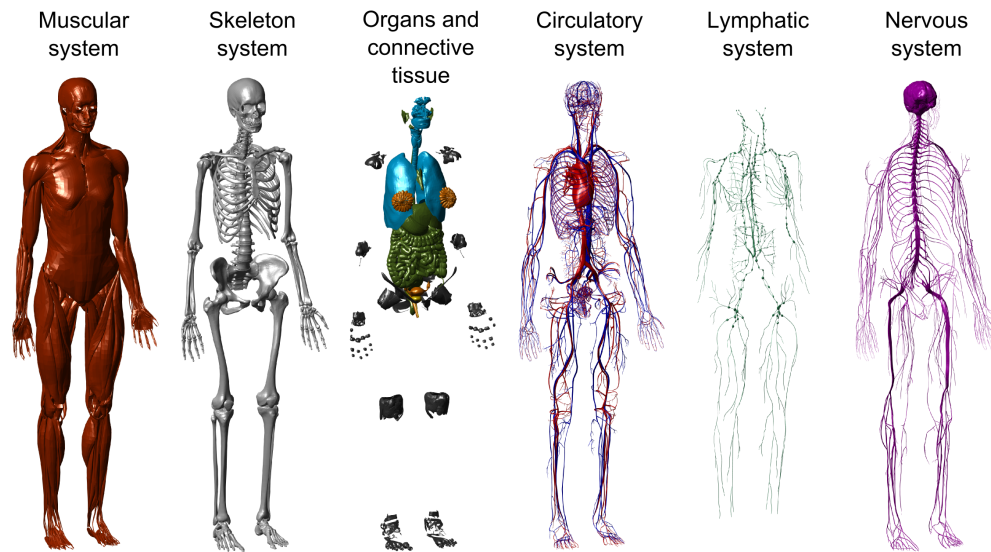 Muscular
system
Skeleton
system
Organs and
connective
tissue
Circulatory
system
Lymphatic
system
Nervous
system